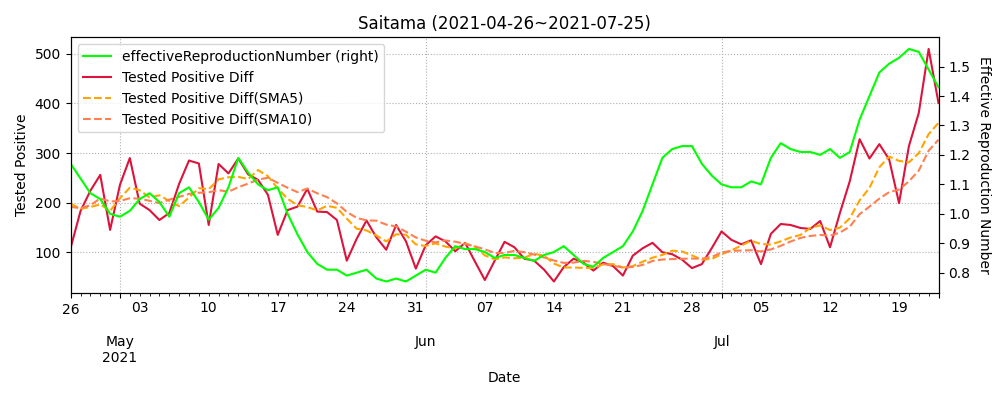 Saitama (2021-04-26~2021-07-25)
effectiveReproductionNumber (right)
Tested Positive Diff
Tested Positive Diff(SMA5)
Tested Positive Diff(SMA10)
Tested Positive
500
400
300
200
100
1.5
1.4
1.3
1.2
1.1
1.0
0.9
0.8
Effective Reproduction Number
26 03 10 17 24 31 07 14 21 28 05 12 19
May Jun Jul
2021
Date